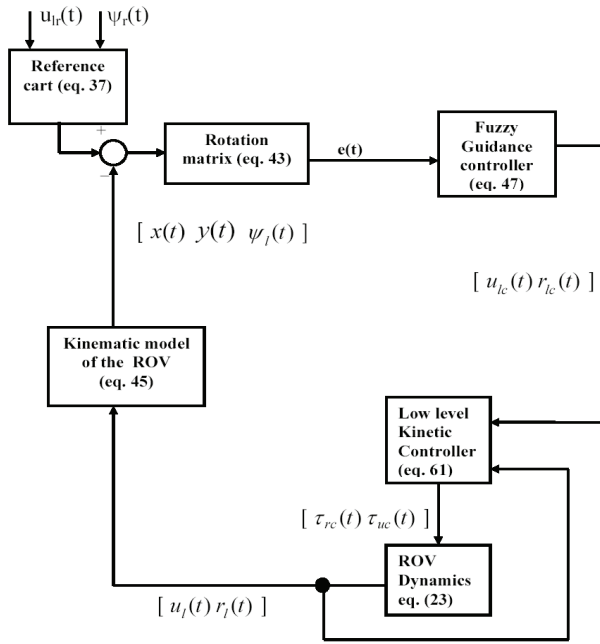 u_lr(t) ψ_r(t)
Reference
cart (eq. 37)
+
−
Rotation
matrix (eq. 43)
e(t)
Fuzzy
Guidance
controller
(eq. 47)
[ x(t) y(t) ψ_l(t) ]
[ u_lc(t) r_lc(t) ]
Kinematic model
of the ROV
(eq. 45)
Low level
Kinetic
Controller
(eq. 61)
[ τ_rc(t) τ_uc(t) ]
ROV
Dynamics
eq. (23)
[ u_l(t) r_l(t) ]